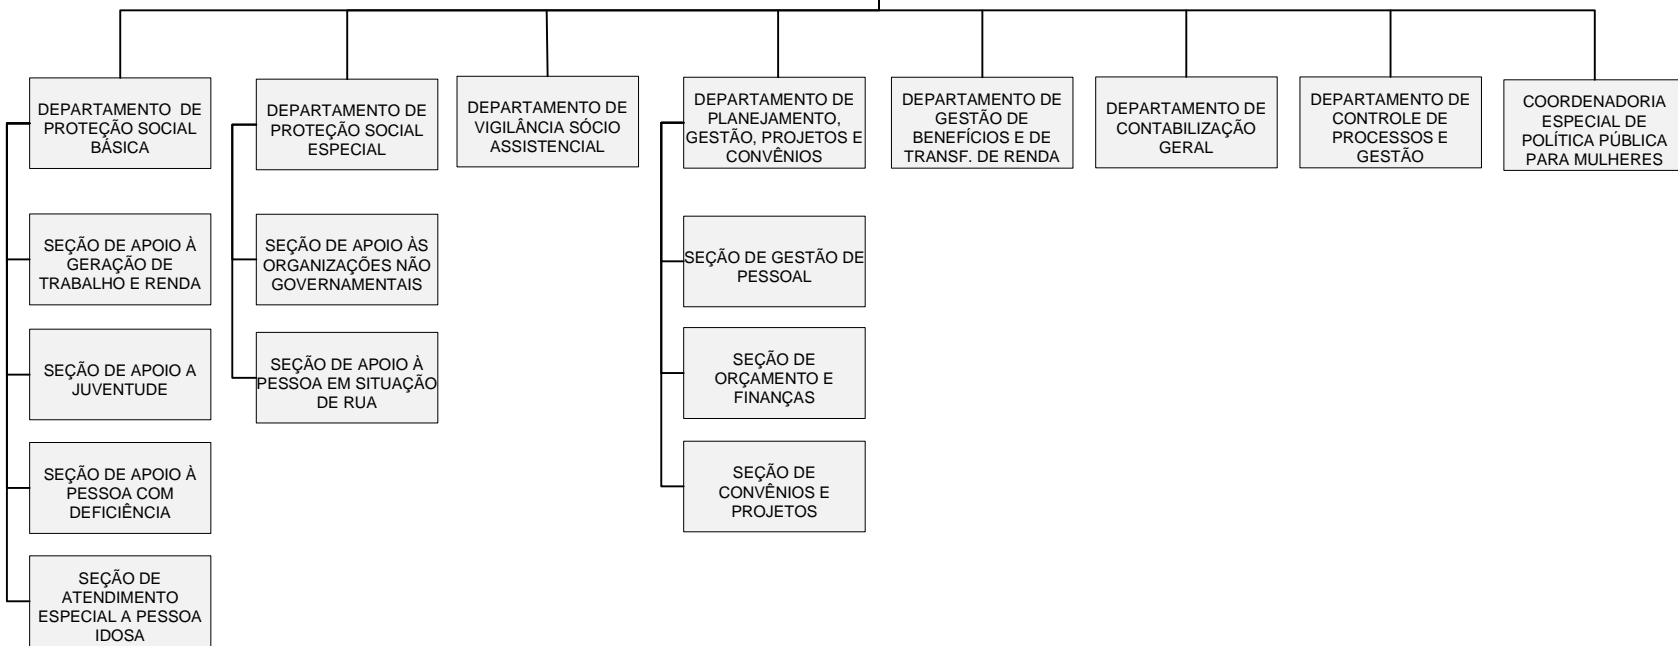 DEPARTAMENTO DE
PROTEÇÃO SOCIAL
BÁSICA
SEÇÃO DE APOIO À
GERAÇÃO DE
TRABALHO E RENDA
SEÇÃO DE APOIO A
JUVENTUDE
SEÇÃO DE APOIO À
PESSOA COM
DEFICIÊNCIA
SEÇÃO DE
ATENDIMENTO
ESPECIAL A PESSOA
IDOSA
DEPARTAMENTO DE
PROTEÇÃO SOCIAL
ESPECIAL
SEÇÃO DE APOIO ÀS
ORGANIZAÇÕES NÃO
GOVERNAMENTAIS
SEÇÃO DE APOIO À
PESSOA EM SITUAÇÃO
DE RUA
DEPARTAMENTO DE
VIGILÂNCIA SÓCIO
ASSISTENCIAL
DEPARTAMENTO DE
PLANEJAMENTO,
GESTÃO, PROJETOS E
CONVÊNIOS
SEÇÃO DE GESTÃO DE
PESSOAL
SEÇÃO DE
ORÇAMENTO E
FINANÇAS
SEÇÃO DE
CONVÊNIOS E
PROJETOS
DEPARTAMENTO DE
GESTÃO DE
BENEFÍCIOS E DE
TRANSF. DE RENDA
DEPARTAMENTO DE
CONTABILIZAÇÃO
GERAL
DEPARTAMENTO DE
CONTROLE DE
PROCESSOS E
GESTÃO
COORDENADORIA
ESPECIAL DE
POLÍTICA PÚBLICA
PARA MULHERES